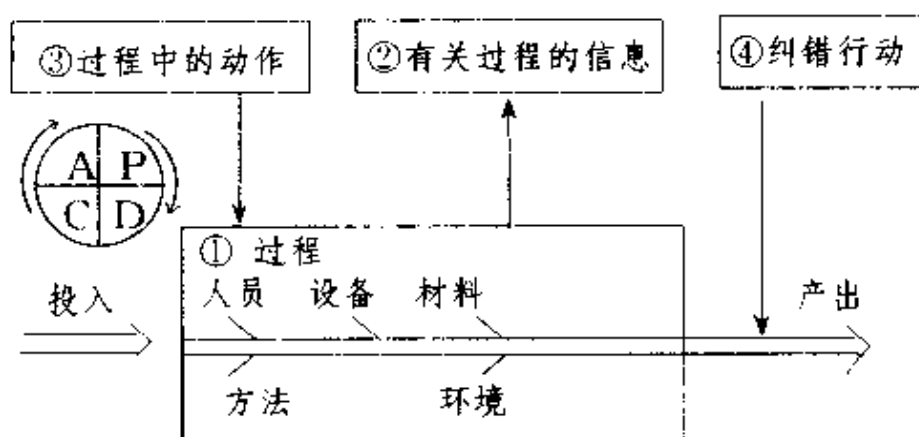 ③过程中的动作
②有关过程的信息
④纠错行动
A P
C D
① 过程
投入
人员 设备 材料
产出
方法 环境